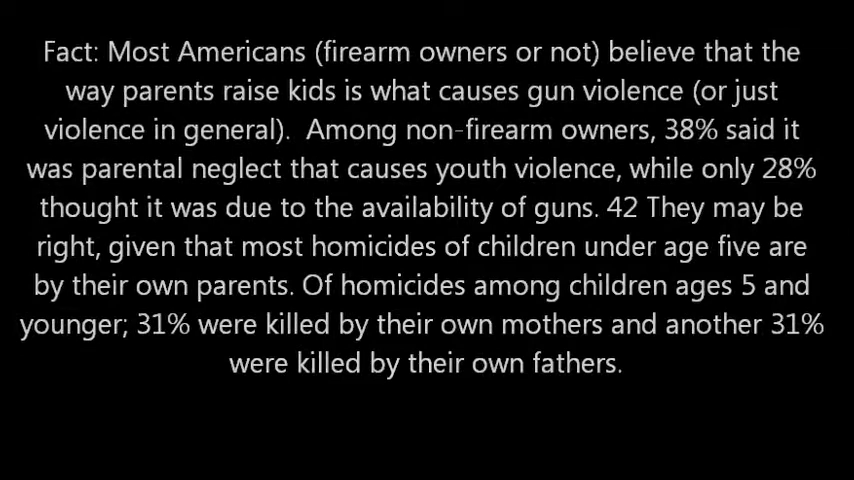 Fact: Most Americans (firearm owners or not) believe that the
way parents raise kids is what causes gun violence (or just
violence in general).  Among non-firearm owners, 38% said it
was parental neglect that causes youth violence, while only 28%
thought it was due to the availability of guns. 42 They may be
right, given that most homicides of children under age five are
by their own parents. Of homicides among children ages 5 and
younger; 31% were killed by their own mothers and another 31%
were killed by their own fathers.